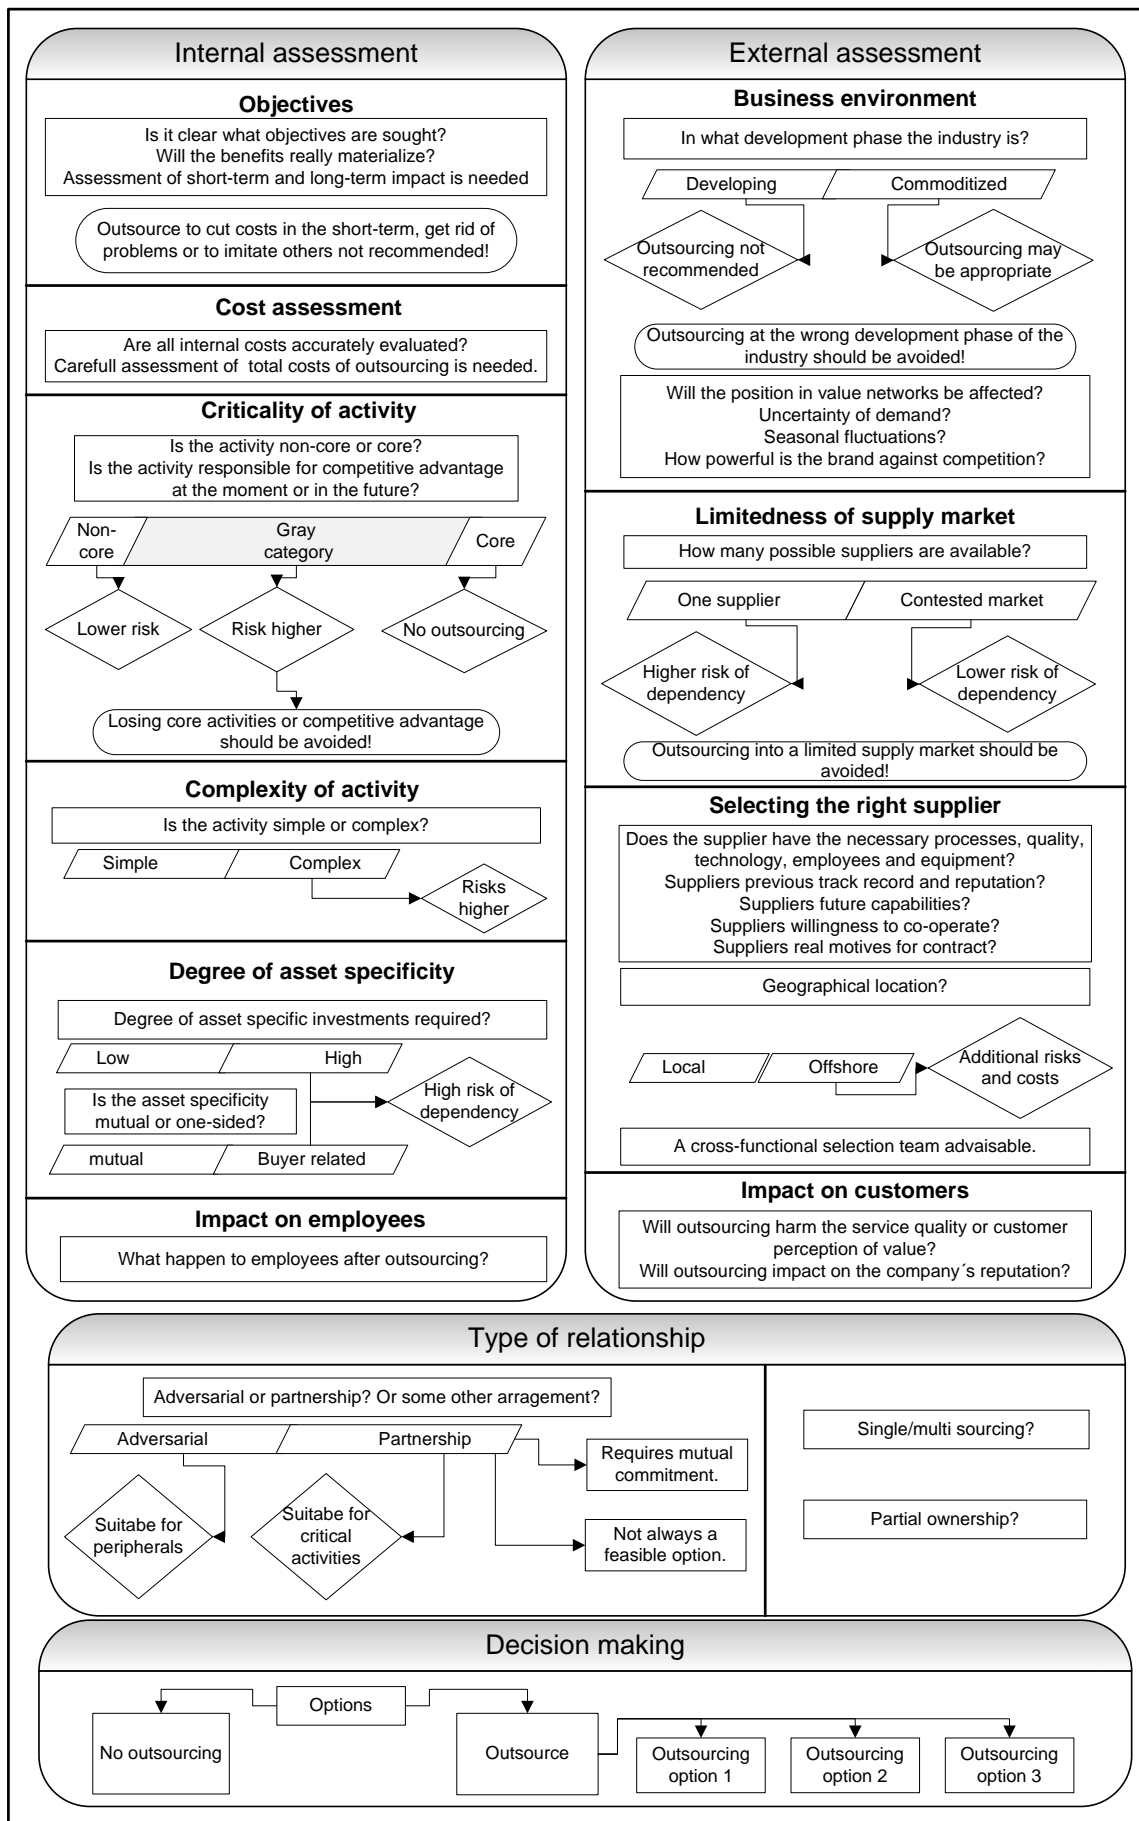 Internal assessment
Objectives
Is it clear what objectives are sought?
Will the benefits really materialize?
Assessment of short-term and long-term impact is needed
Outsource to cut costs in the short-term, get rid of
problems or to imitate others not recommended!
Cost assessment
Are all internal costs accurately evaluated?
Carefull assessment of total costs of outsourcing is needed.
Criticality of activity
Is the activity non-core or core?
Is the activity responsible for competitive advantage
at the moment or in the future?
Non-
core
Gray
category
Core
Lower risk
Risk higher
No outsourcing
Losing core activities or competitive advantage
should be avoided!
Complexity of activity
Is the activity simple or complex?
Simple
Complex
Risks
higher
Degree of asset specificity
Degree of asset specific investments required?
Low
High
Is the asset specificity
mutual or one-sided?
High risk of
dependency
mutual
Buyer related
Impact on employees
What happen to employees after outsourcing?
External assessment
Business environment
In what development phase the industry is?
Developing
Commoditized
Outsourcing not
recommended
Outsourcing may
be appropriate
Outsourcing at the wrong development phase of the
industry should be avoided!
Will the position in value networks be affected?
Uncertainty of demand?
Seasonal fluctuations?
How powerful is the brand against competition?
Limitedness of supply market
How many possible suppliers are available?
One supplier
Contested market
Higher risk of
dependency
Lower risk of
dependency
Outsourcing into a limited supply market should be
avoided!
Selecting the right supplier
Does the supplier have the necessary processes, quality,
technology, employees and equipment?
Suppliers previous track record and reputation?
Suppliers future capabilities?
Suppliers willingness to co-operate?
Suppliers real motives for contract?
Geographical location?
Local
Offshore
Additional risks
and costs
A cross-functional selection team advaisable.
Impact on customers
Will outsourcing harm the service quality or customer
perception of value?
Will outsourcing impact on the company´s reputation?
Type of relationship
Adversarial or partnership? Or some other arragement?
Adversarial
Partnership
Requires mutual
commitment.
Suitabe for
peripherals
Suitabe for
critical
activities
Not always a
feasible option.
Single/multi sourcing?
Partial ownership?
Decision making
Options
No outsourcing
Outsource
Outsourcing
option 1
Outsourcing
option 2
Outsourcing
option 3